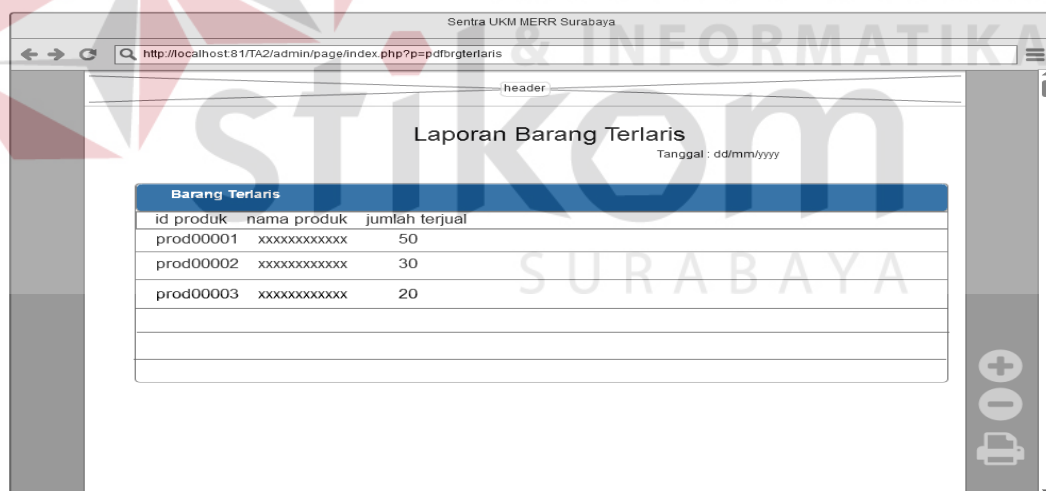 Sentra UKM MERR Surabaya
& INFORMATIKA
http://localhost:81/TA2/admin/page/index.php?p=pdfbrgterlaris
header
stikom
Laporan Barang Terlaris
Tanggal : dd/mm/yyyy
Barang Terlaris
id produk nama produk jumlah terjual
prod00001 xxxxxxxxxxxx 50
prod00002 xxxxxxxxxxxx 30
SURABAYA
prod00003 xxxxxxxxxxxx 20